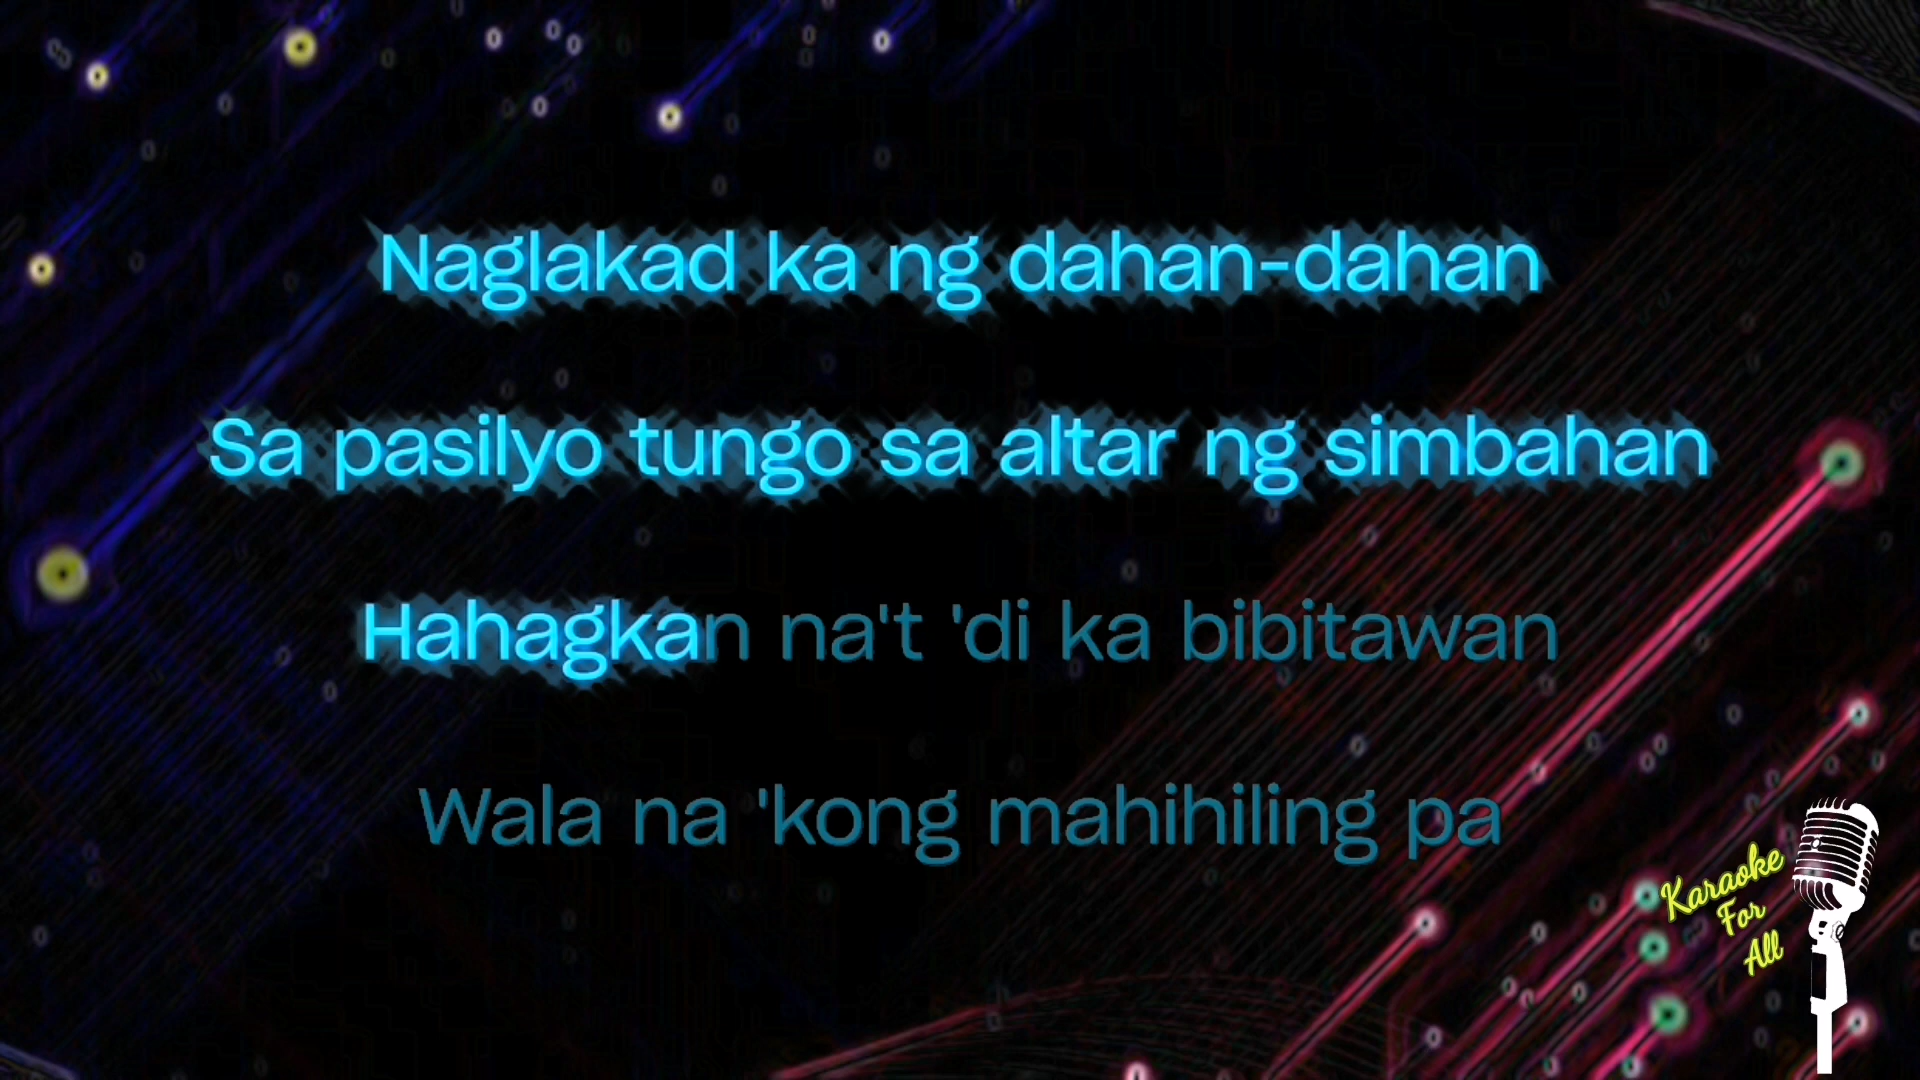 Naglakad ka ng dahan-dahan
Sa pasilyo tungo sa altar ng simbahan
Hahagkan na't 'di ka bibitawan
Wala na 'kong mahihiling pa
Karaoke
For
All